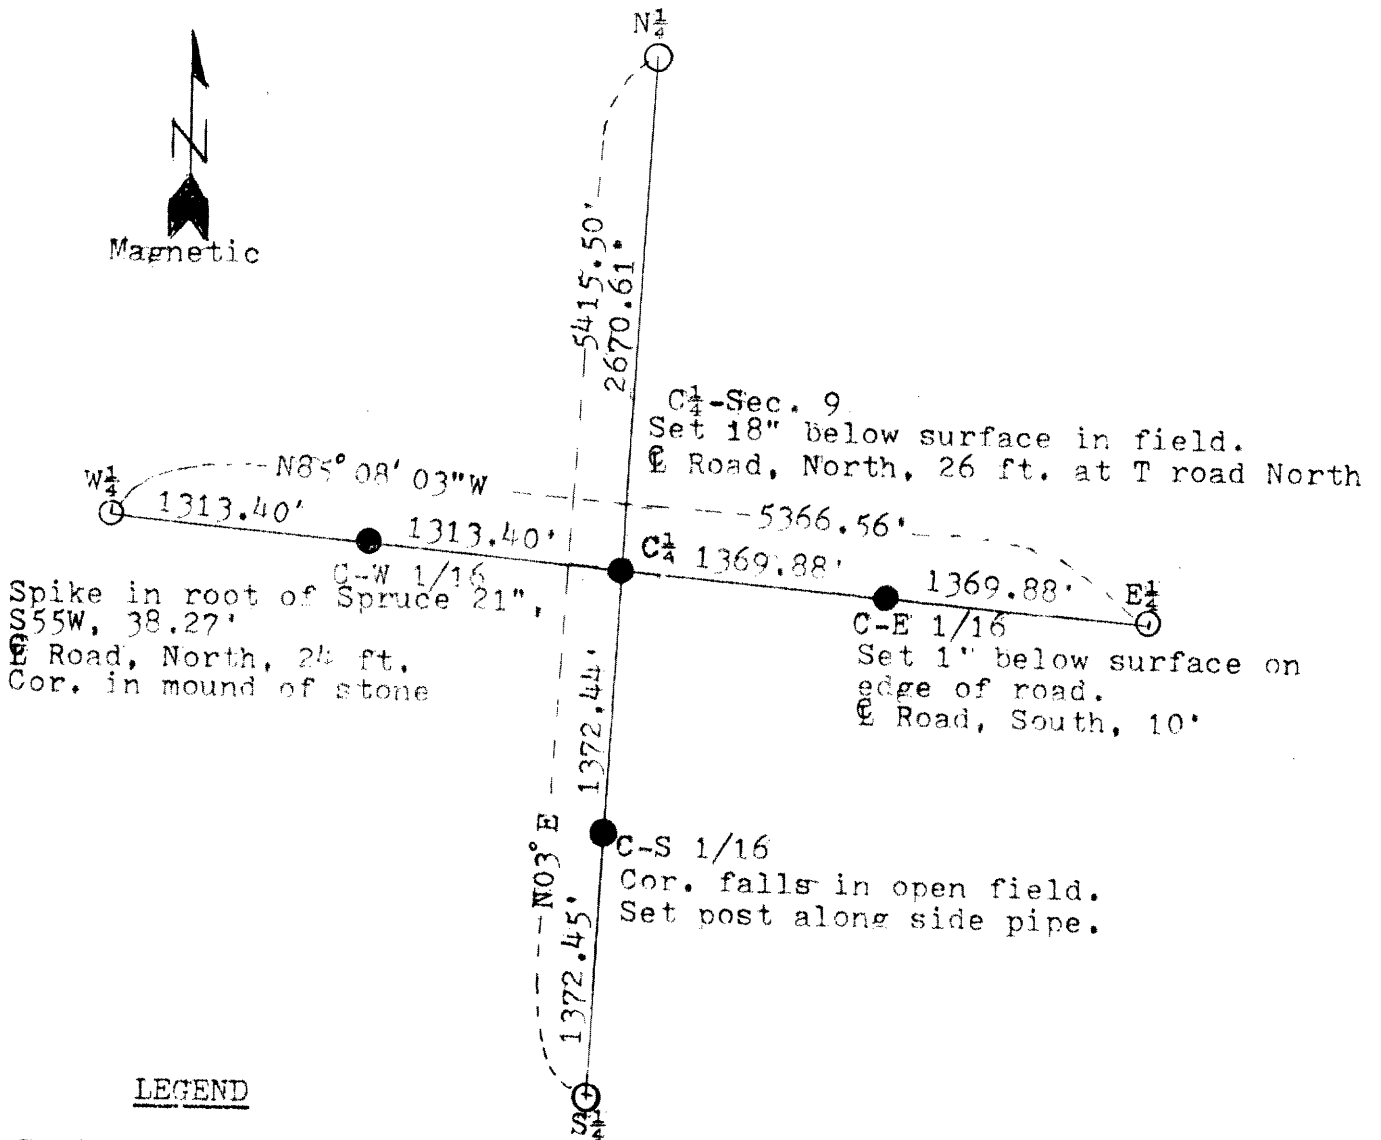 N¼
N
Magnetic
5415.50'
2670.61'
C¼-Sec. 9
Set 18" below surface in field.
℄ Road, North, 26 ft. at T road North
W¼
N85° 08' 03"W
5366.56'
1313.40'
1313.40'
C¼
1369.88'
1369.88'
E¼
C-W 1/16
Spike in root of Spruce 21",
S55W, 38.27'
℄ Road, North, 24 ft.
Cor. in mound of stone
C-E 1/16
Set 1" below surface on
edge of road.
℄ Road, South, 10'
1372.44'
N03° E
C-S 1/16
Cor. falls in open field.
Set post along side pipe.
1372.45'
S¼
LEGEND